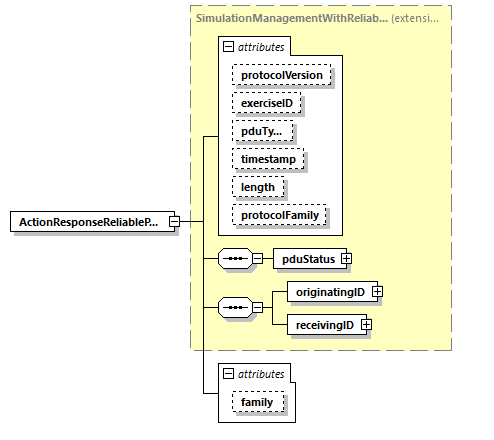 SimulationManagementWithReliab... (extensi...
attributes
protocolVersion
exerciseID
pduTy...
timestamp
length
protocolFamily
ActionResponseReliableP...
pduStatus
originatingID
receivingID
attributes
family